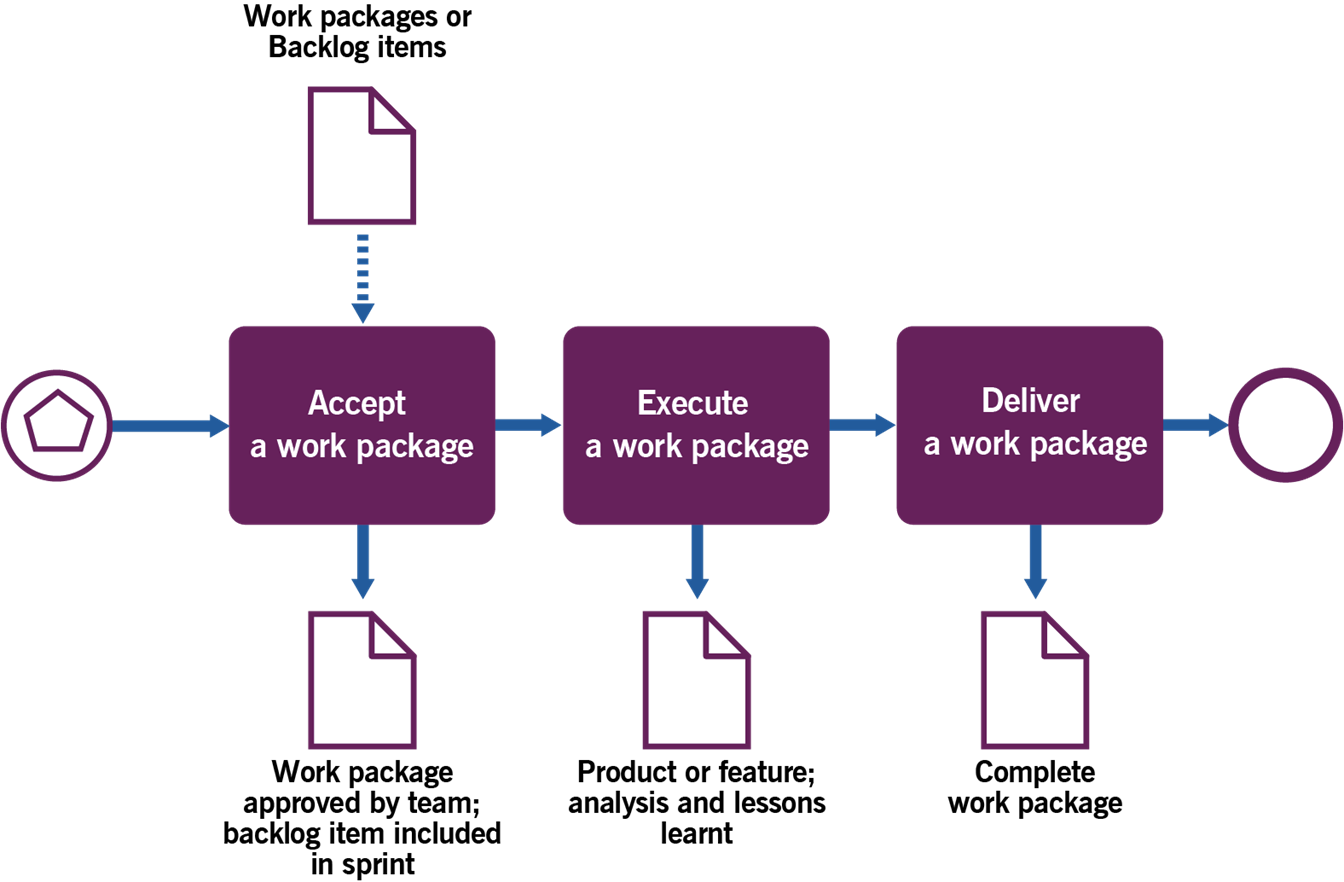 Work packages or
Backlog items
Accept
a work package
Execute
a work package
Deliver
a work package
Work package
approved by team;
backlog item included
in sprint
Product or feature;
analysis and lessons
learnt
Complete
work package